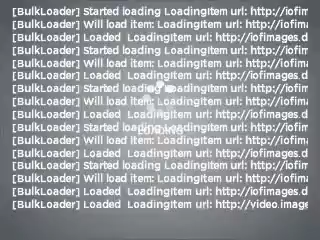 [BulkLoader] Started loading LoadingItem url: http://iofim
[BulkLoader] Will load item: LoadingItem url: http://iofima
[BulkLoader] Loaded  LoadingItem url: http://iofimages.d
[BulkLoader] Started loading LoadingItem url: http://iofim
[BulkLoader] Will load item: LoadingItem url: http://iofima
[BulkLoader] Loaded  LoadingItem url: http://iofimages.d
[BulkLoader] Started loading LoadingItem url: http://iofim
[BulkLoader] Will load item: LoadingItem url: http://iofima
[BulkLoader] Loaded  LoadingItem url: http://iofimages.d
[BulkLoader] Started loading LoadingItem url: http://iofim
LOADING
[BulkLoader] Will load item: LoadingItem url: http://iofima
[BulkLoader] Loaded  LoadingItem url: http://iofimages.d
[BulkLoader] Started loading LoadingItem url: http://iofim
[BulkLoader] Will load item: LoadingItem url: http://iofima
[BulkLoader] Loaded  LoadingItem url: http://iofimages.d
[BulkLoader] Loaded  LoadingItem url: http://video.image